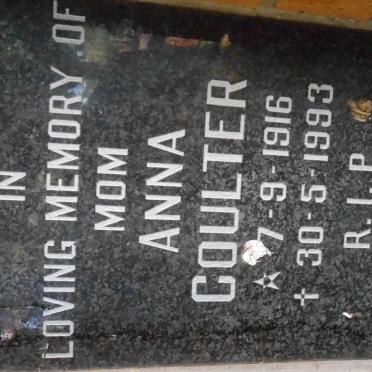 IN
LOVING MEMORY OF
MOM
ANNA
COULTER
☆ 7-9-1916
✝ 30-5-1993
R.I.P.